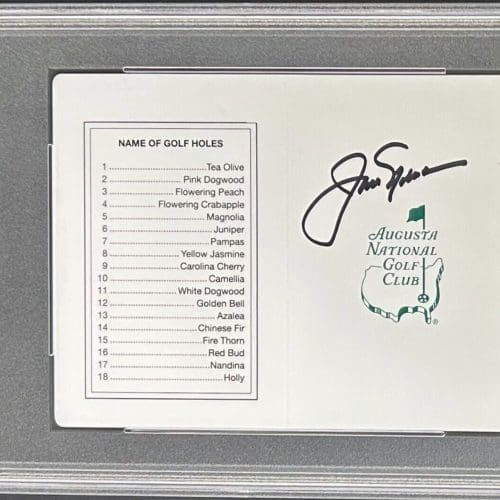 NAME OF GOLF HOLES
1 Tea Olive
2 Pink Dogwood
3 Flowering Peach
4 Flowering Crabapple
5 Magnolia
6 Juniper
7 Pampas
8 Yellow Jasmine
9 Carolina Cherry
10 Camellia
11 White Dogwood
12 Golden Bell
13 Azalea
14 Chinese Fir
15 Fire Thorn
16 Red Bud
17 Nandina
18 Holly
AUGUSTA
NATIONAL
GOLF
CLUB
®